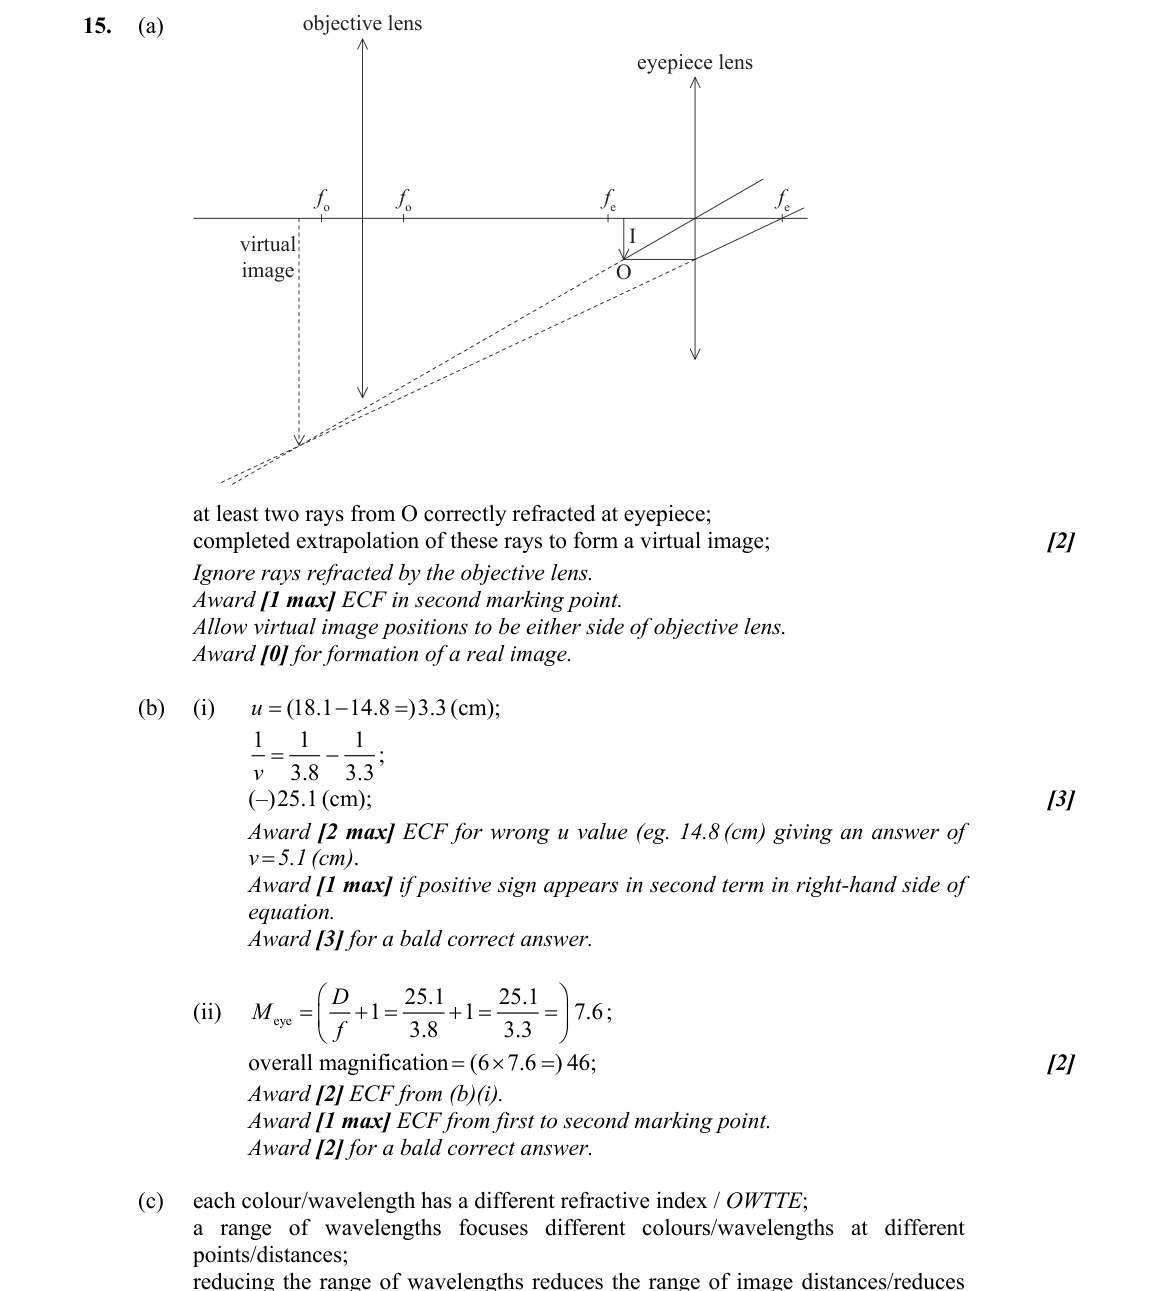 15. (a)
objective lens
eyepiece lens
fo fo fe fe
virtual
image
I
O
at least two rays from O correctly refracted at eyepiece;
completed extrapolation of these rays to form a virtual image; [2]
Ignore rays refracted by the objective lens.
Award [1 max] ECF in second marking point.
Allow virtual image positions to be either side of objective lens.
Award [0] for formation of a real image.
(b) (i) u = (18.1−14.8 =)3.3 (cm);
1/v = 1/3.8 − 1/3.3;
(–)25.1 (cm); [3]
Award [2 max] ECF for wrong u value (eg. 14.8 (cm) giving an answer of
v=5.1 (cm).
Award [1 max] if positive sign appears in second term in right-hand side of
equation.
Award [3] for a bald correct answer.
(ii) Meye = (D/f +1 = 25.1/3.8 +1 = 25.1/3.3 =) 7.6;
overall magnification = (6×7.6 =) 46; [2]
Award [2] ECF from (b)(i).
Award [1 max] ECF from first to second marking point.
Award [2] for a bald correct answer.
(c) each colour/wavelength has a different refractive index / OWTTE;
a range of wavelengths focuses different colours/wavelengths at different
points/distances;
reducing the range of wavelengths reduces the range of image distances/reduces